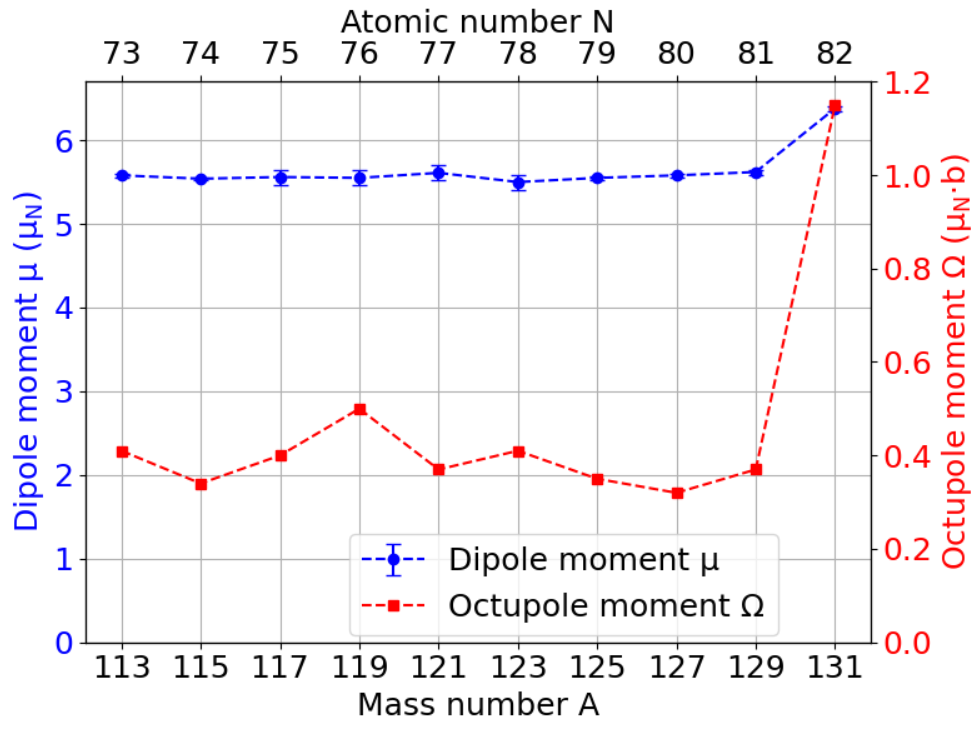 Atomic number N
73 74 75 76 77 78 79 80 81 82
Dipole moment μ (μN)
6
5
4
3
2
1
0
1.2
1.0
0.8
0.6
0.4
0.2
0.0
Octupole moment Ω (μN·b)
Dipole moment μ
Octupole moment Ω
113 115 117 119 121 123 125 127 129 131
Mass number A